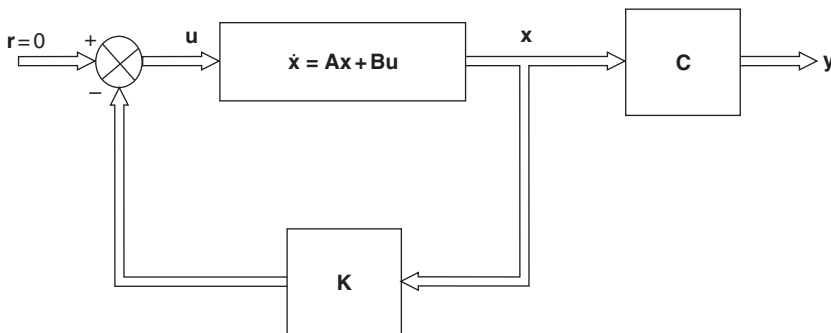 r=0
+
−
u
ẋ = Ax + Bu
x
C
y
K